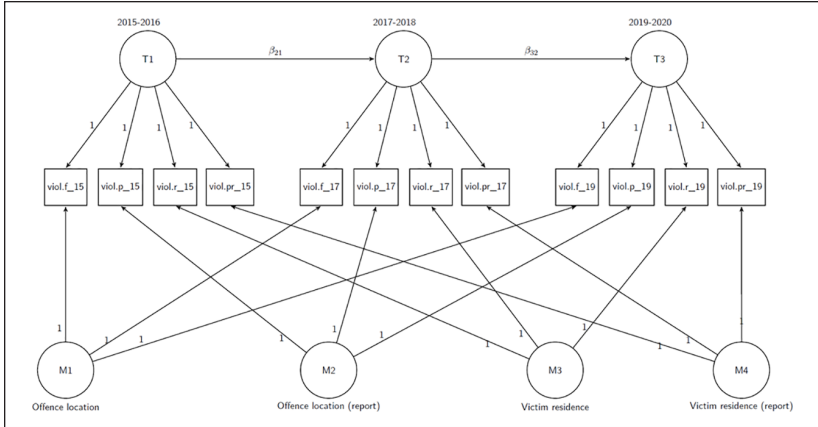 2015-2016 2017-2018 2019-2020
T1 β21 T2 β32 T3
1 1 1 1 1 1 1 1 1 1 1 1
viol.f_15 viol.p_15 viol.r_15 viol.pr_15 viol.f_17 viol.p_17 viol.r_17 viol.pr_17 viol.f_19 viol.p_19 viol.r_19 viol.pr_19
1 1 1 1 1 1 1 1 1 1 1 1
M1 M2 M3 M4
Offence location Offence location (report) Victim residence Victim residence (report)